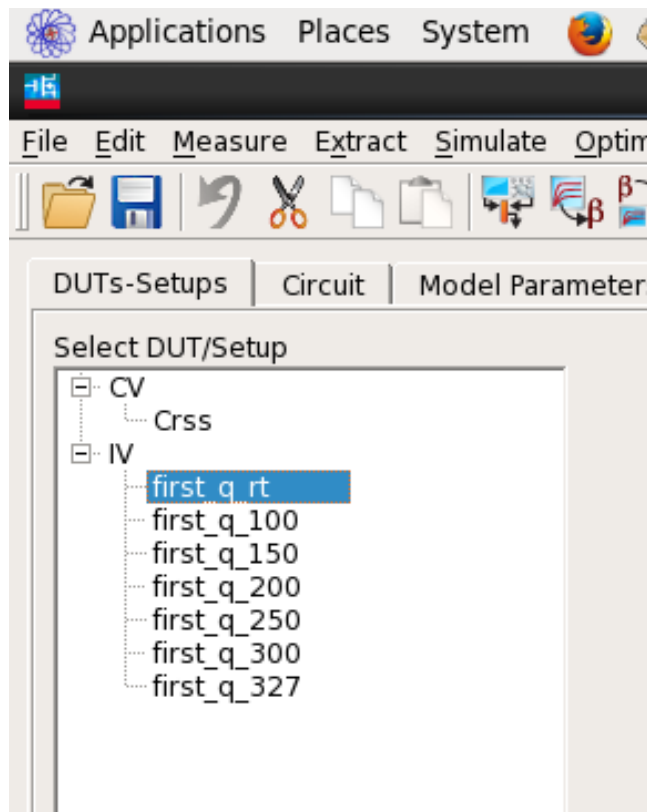 Applications Places System
File Edit Measure Extract Simulate
β β
DUTs-Setups Circuit Model Parameter
Select DUT/Setup
CV
Crss
IV
first_q_rt
first_q_100
first_q_150
first_q_200
first_q_250
first_q_300
first_q_327